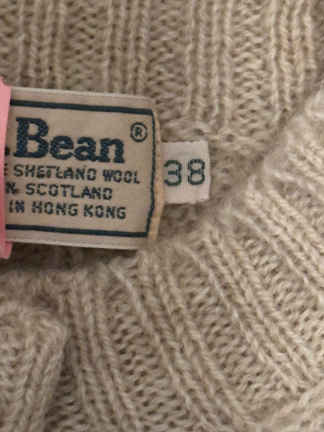 .Bean®
E SHETLAND WOOL
N SCOTLAND
IN HONG KONG
38